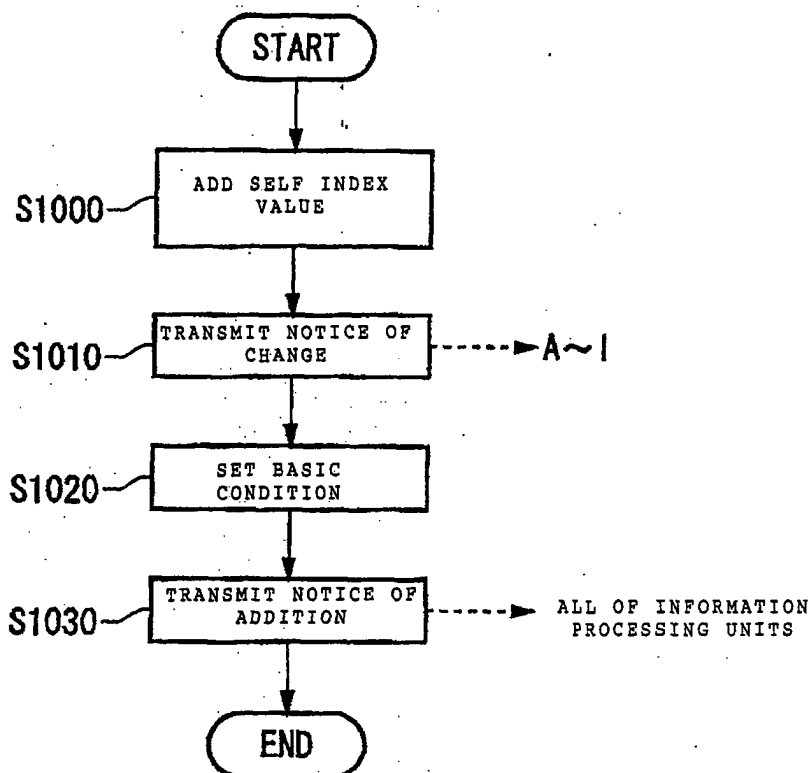 START
S1000
ADD SELF INDEX
VALUE
S1010
TRANSMIT NOTICE OF
CHANGE
A～I
S1020
SET BASIC
CONDITION
S1030
TRANSMIT NOTICE OF
ADDITION
ALL OF INFORMATION
PROCESSING UNITS
END